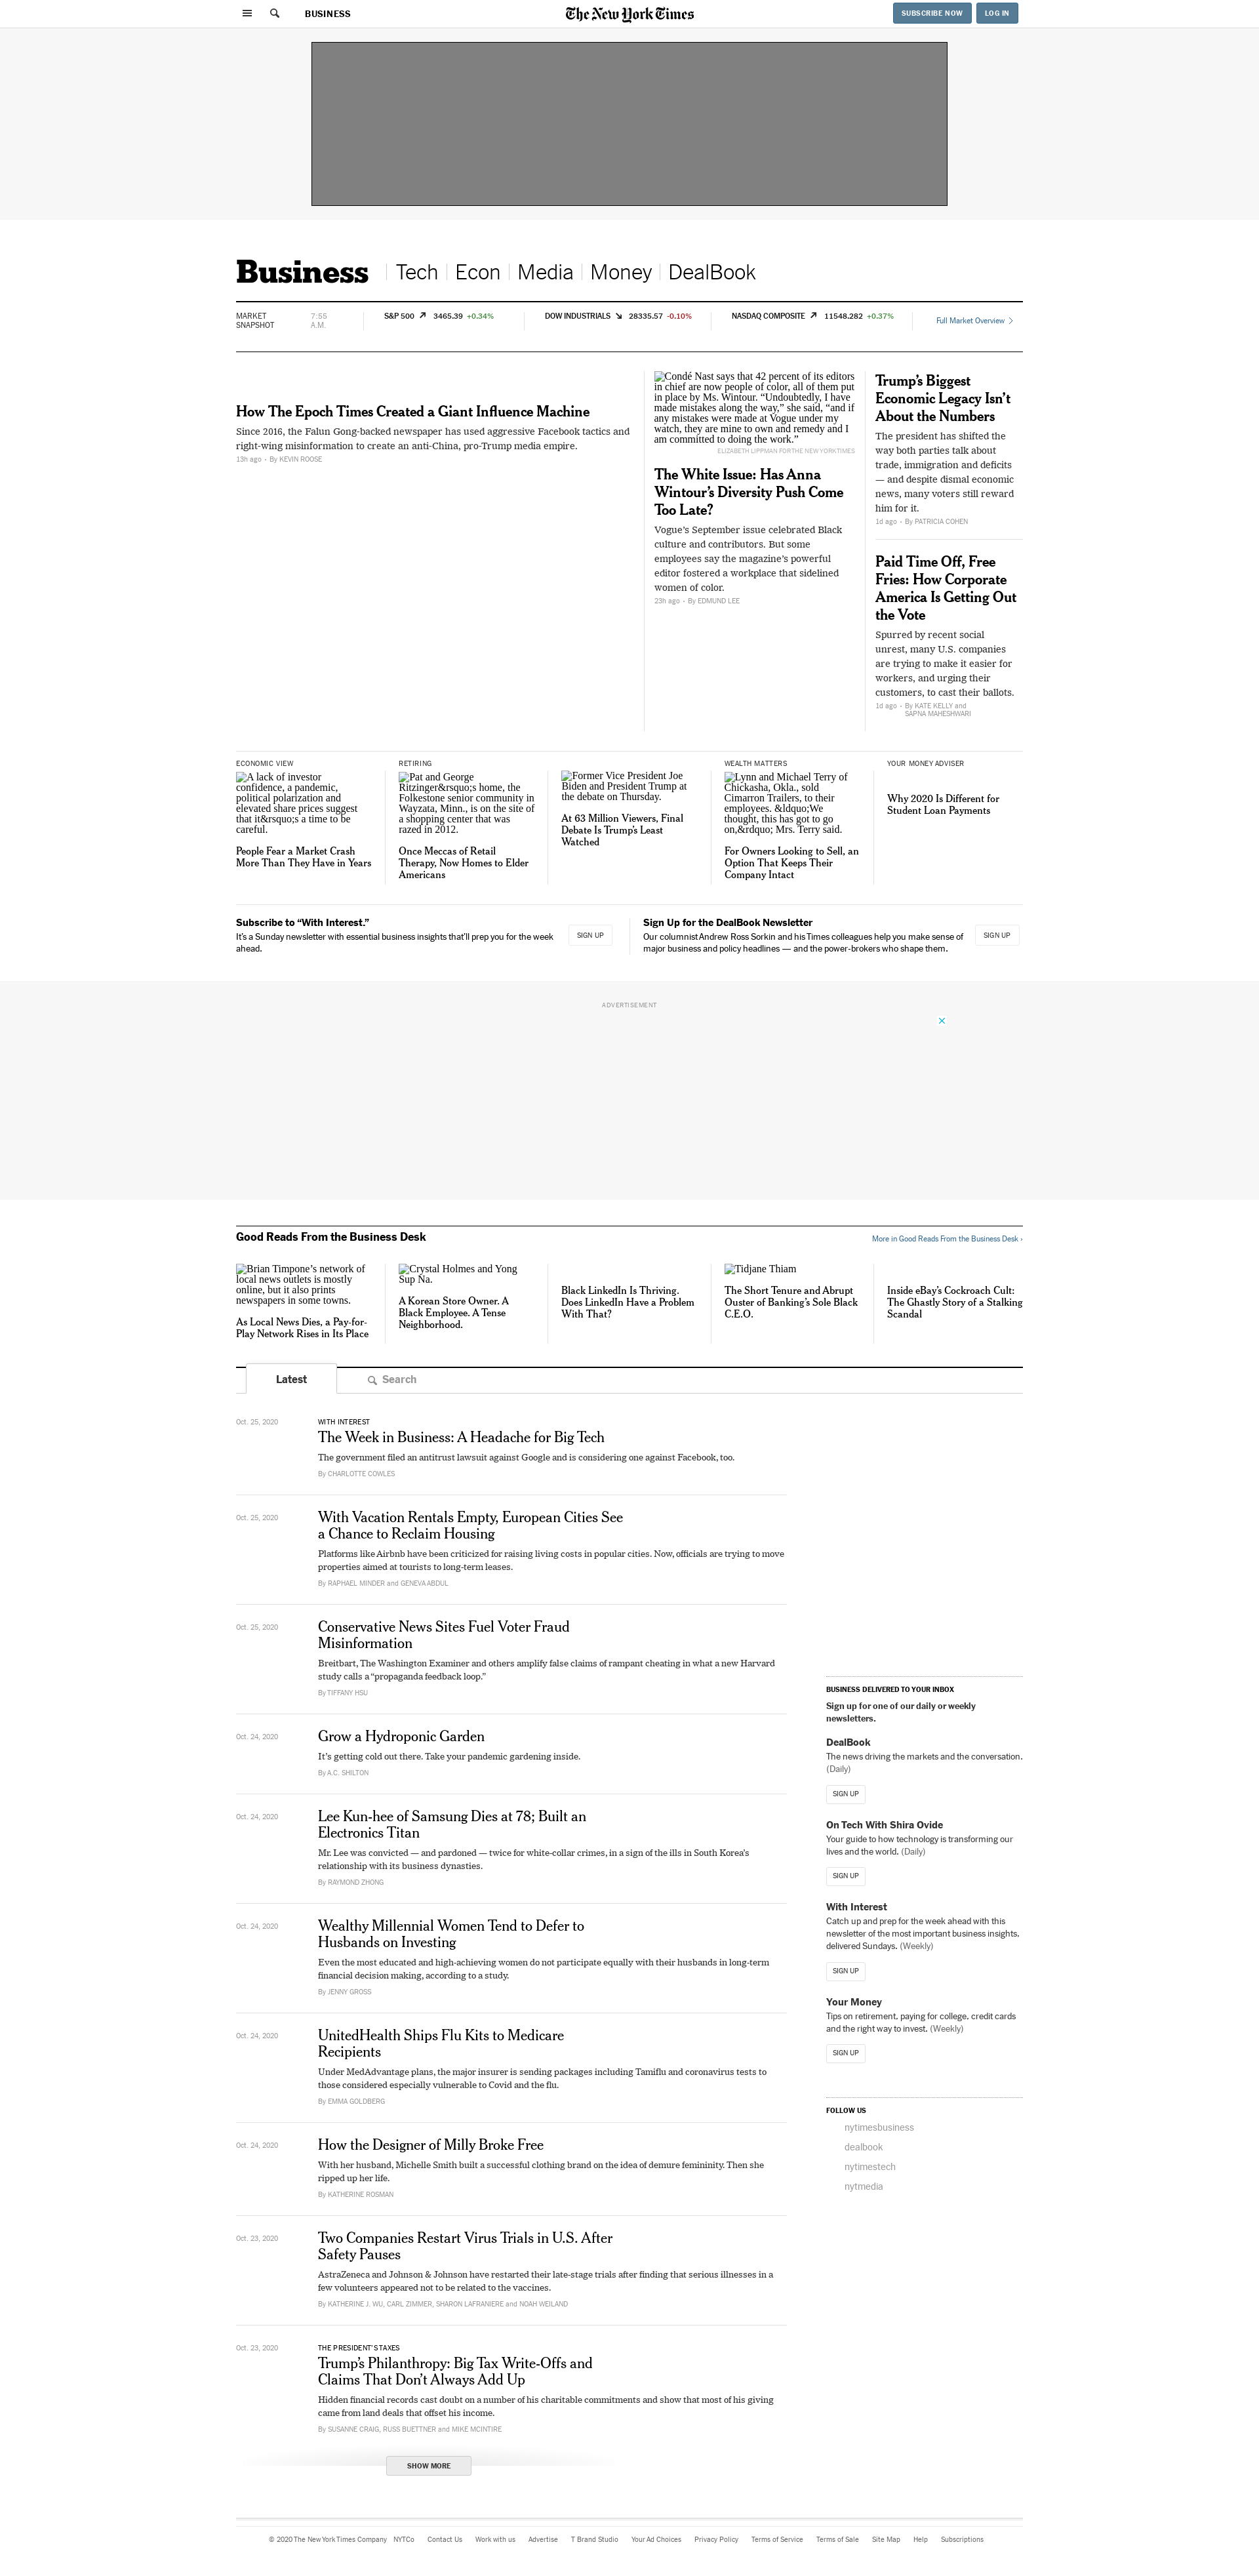 BUSINESS
The New York Times
SUBSCRIBE NOW
LOG IN
Business
Tech
Econ
Media
Money
DealBook
MARKET
SNAPSHOT
7:55
A.M.
S&P 500 3465.39 +0.34%
DOW INDUSTRIALS 28335.57 -0.10%
NASDAQ COMPOSITE 11548.282 +0.37%
Full Market Overview
How The Epoch Times Created a Giant Influence Machine
Since 2016, the Falun Gong-backed newspaper has used aggressive Facebook tactics and
right-wing misinformation to create an anti-China, pro-Trump media empire.
13h ago • By KEVIN ROOSE
Condé Nast says that 42 percent of its editors
in chief are now people of color, all of them put
in place by Ms. Wintour. “Undoubtedly, I have
made mistakes along the way,” she said, “and if
any mistakes were made at Vogue under my
watch, they are mine to own and remedy and I
am committed to doing the work.”
ELIZABETH LIPPMAN FOR THE NEW YORK TIMES
The White Issue: Has Anna
Wintour’s Diversity Push Come
Too Late?
Vogue’s September issue celebrated Black
culture and contributors. But some
employees say the magazine’s powerful
editor fostered a workplace that sidelined
women of color.
23h ago • By EDMUND LEE
Trump’s Biggest
Economic Legacy Isn’t
About the Numbers
The president has shifted the
way both parties talk about
trade, immigration and deficits
— and despite dismal economic
news, many voters still reward
him for it.
1d ago • By PATRICIA COHEN
Paid Time Off, Free
Fries: How Corporate
America Is Getting Out
the Vote
Spurred by recent social
unrest, many U.S. companies
are trying to make it easier for
workers, and urging their
customers, to cast their ballots.
1d ago • By KATE KELLY and
SAPNA MAHESHWARI
ECONOMIC VIEW
A lack of investor
confidence, a pandemic,
political polarization and
elevated share prices suggest
that it&rsquo;s a time to be
careful.
People Fear a Market Crash
More Than They Have in Years
RETIRING
Pat and George
Ritzinger&rsquo;s home, the
Folkestone senior community in
Wayzata, Minn., is on the site of
a shopping center that was
razed in 2012.
Once Meccas of Retail
Therapy, Now Homes to Elder
Americans
Former Vice President Joe
Biden and President Trump at
the debate on Thursday.
At 63 Million Viewers, Final
Debate Is Trump’s Least
Watched
WEALTH MATTERS
Lynn and Michael Terry of
Chickasha, Okla., sold
Cimarron Trailers, to their
employees. &ldquo;We
thought, this has got to go
on,&rdquo; Mrs. Terry said.
For Owners Looking to Sell, an
Option That Keeps Their
Company Intact
YOUR MONEY ADVISER
Why 2020 Is Different for
Student Loan Payments
Subscribe to “With Interest.”
It’s a Sunday newsletter with essential business insights that’ll prep you for the week
ahead.
SIGN UP
Sign Up for the DealBook Newsletter
Our columnist Andrew Ross Sorkin and his Times colleagues help you make sense of
major business and policy headlines — and the power-brokers who shape them.
SIGN UP
ADVERTISEMENT
Good Reads From the Business Desk
More in Good Reads From the Business Desk ›
Brian Timpone’s network of
local news outlets is mostly
online, but it also prints
newspapers in some towns.
As Local News Dies, a Pay-for-
Play Network Rises in Its Place
Crystal Holmes and Yong
Sup Na.
A Korean Store Owner. A
Black Employee. A Tense
Neighborhood.
Black LinkedIn Is Thriving.
Does LinkedIn Have a Problem
With That?
Tidjane Thiam
The Short Tenure and Abrupt
Ouster of Banking’s Sole Black
C.E.O.
Inside eBay’s Cockroach Cult:
The Ghastly Story of a Stalking
Scandal
Latest
Search
Oct. 25, 2020
WITH INTEREST
The Week in Business: A Headache for Big Tech
The government filed an antitrust lawsuit against Google and is considering one against Facebook, too.
By CHARLOTTE COWLES
Oct. 25, 2020
With Vacation Rentals Empty, European Cities See
a Chance to Reclaim Housing
Platforms like Airbnb have been criticized for raising living costs in popular cities. Now, officials are trying to move
properties aimed at tourists to long-term leases.
By RAPHAEL MINDER and GENEVA ABDUL
Oct. 25, 2020
Conservative News Sites Fuel Voter Fraud
Misinformation
Breitbart, The Washington Examiner and others amplify false claims of rampant cheating in what a new Harvard
study calls a “propaganda feedback loop.”
By TIFFANY HSU
Oct. 24, 2020
Grow a Hydroponic Garden
It’s getting cold out there. Take your pandemic gardening inside.
By A.C. SHILTON
Oct. 24, 2020
Lee Kun-hee of Samsung Dies at 78; Built an
Electronics Titan
Mr. Lee was convicted — and pardoned — twice for white-collar crimes, in a sign of the ills in South Korea’s
relationship with its business dynasties.
By RAYMOND ZHONG
Oct. 24, 2020
Wealthy Millennial Women Tend to Defer to
Husbands on Investing
Even the most educated and high-achieving women do not participate equally with their husbands in long-term
financial decision making, according to a study.
By JENNY GROSS
Oct. 24, 2020
UnitedHealth Ships Flu Kits to Medicare
Recipients
Under MedAdvantage plans, the major insurer is sending packages including Tamiflu and coronavirus tests to
those considered especially vulnerable to Covid and the flu.
By EMMA GOLDBERG
Oct. 24, 2020
How the Designer of Milly Broke Free
With her husband, Michelle Smith built a successful clothing brand on the idea of demure femininity. Then she
ripped up her life.
By KATHERINE ROSMAN
Oct. 23, 2020
Two Companies Restart Virus Trials in U.S. After
Safety Pauses
AstraZeneca and Johnson & Johnson have restarted their late-stage trials after finding that serious illnesses in a
few volunteers appeared not to be related to the vaccines.
By KATHERINE J. WU, CARL ZIMMER, SHARON LAFRANIERE and NOAH WEILAND
Oct. 23, 2020
THE PRESIDENT’S TAXES
Trump’s Philanthropy: Big Tax Write-Offs and
Claims That Don’t Always Add Up
Hidden financial records cast doubt on a number of his charitable commitments and show that most of his giving
came from land deals that offset his income.
By SUSANNE CRAIG, RUSS BUETTNER and MIKE MCINTIRE
SHOW MORE
BUSINESS DELIVERED TO YOUR INBOX
Sign up for one of our daily or weekly
newsletters.
DealBook
The news driving the markets and the conversation.
(Daily)
SIGN UP
On Tech With Shira Ovide
Your guide to how technology is transforming our
lives and the world. (Daily)
SIGN UP
With Interest
Catch up and prep for the week ahead with this
newsletter of the most important business insights,
delivered Sundays. (Weekly)
SIGN UP
Your Money
Tips on retirement, paying for college, credit cards
and the right way to invest. (Weekly)
SIGN UP
FOLLOW US
nytimesbusiness
dealbook
nytimestech
nytmedia
© 2020 The New York Times Company NYTCo Contact Us Work with us Advertise T Brand Studio Your Ad Choices Privacy Policy Terms of Service Terms of Sale Site Map Help Subscriptions